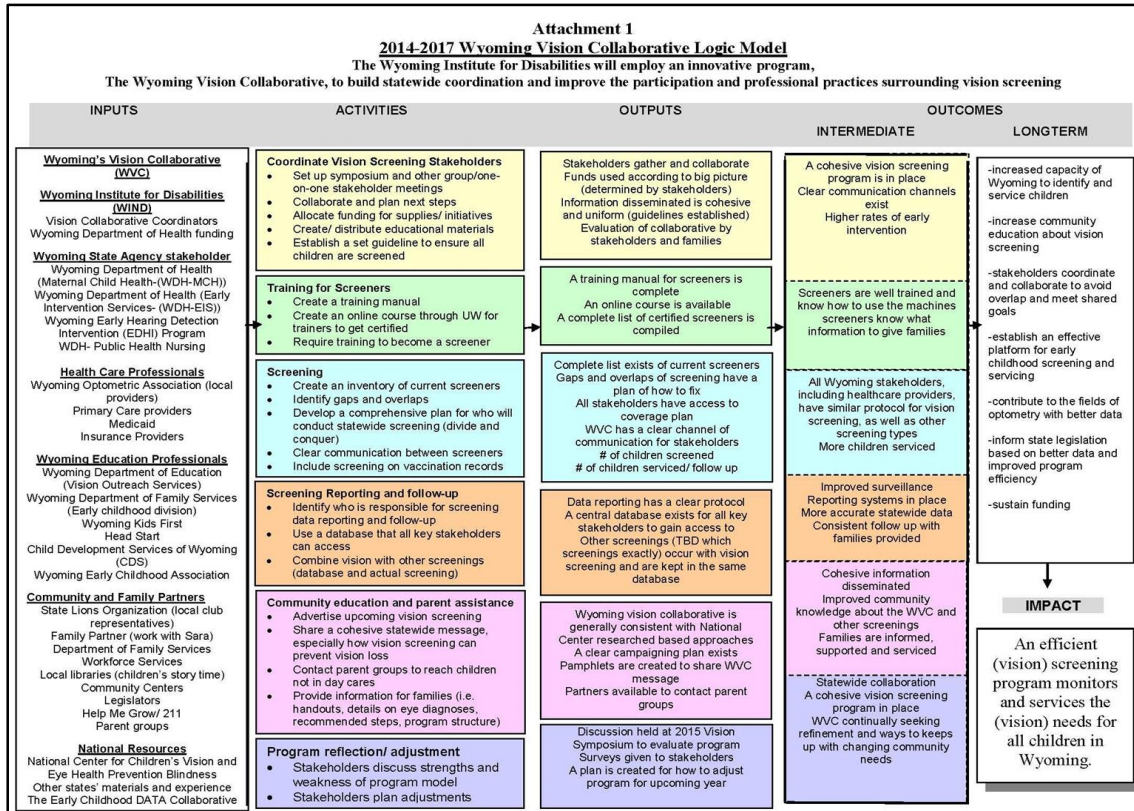 Attachment 1
2014-2017 Wyoming Vision Collaborative Logic Model
The Wyoming Institute for Disabilities will employ an innovative program,
The Wyoming Vision Collaborative, to build statewide coordination and improve the participation and professional practices surrounding vision screening
INPUTS
Wyoming's Vision Collaborative
(WVC)
Wyoming Institute for Disabilities
(WIND)
Vision Collaborative Coordinators
Wyoming Department of Health funding
Wyoming State Agency stakeholder
Wyoming Department of Health
(Maternal Child Health-(WDH-MCH))
Wyoming Department of Health (Early
Intervention Services- (WDH-EIS))
Wyoming Early Hearing Detection
Intervention (EDHI) Program
WDH- Public Health Nursing
Health Care Professionals
Wyoming Optometric Association (local
providers)
Primary Care providers
Medicaid
Insurance Providers
Wyoming Education Professionals
Wyoming Department of Education
(Vision Outreach Services)
Wyoming Department of Family Services
(Early childhood division)
Wyoming Kids First
Head Start
Child Development Services of Wyoming
(CDS)
Wyoming Early Childhood Association
Community and Family Partners
State Lions Organization (local club
representatives)
Family Partner (work with Sara)
Department of Family Services
Workforce Services
Local libraries (children's story time)
Community Centers
Legislators
Help Me Grow/ 211
Parent groups
National Resources
National Center for Children's Vision and
Eye Health Prevention Blindness
Other states' materials and experience
The Early Childhood DATA Collaborative
ACTIVITIES
Coordinate Vision Screening Stakeholders
• Set up symposium and other group/one-
on-one stakeholder meetings
• Collaborate and plan next steps
• Allocate funding for supplies/ initiatives
• Create/ distribute educational materials
• Establish a set guideline to ensure all
children are screened
Training for Screeners
• Create a training manual
• Create an online course through UW for
trainers to get certified
• Require training to become a screener
Screening
• Create an inventory of current screeners
• Identify gaps and overlaps
• Develop a comprehensive plan for who will
conduct statewide screening (divide and
conquer)
• Clear communication between screeners
• Include screening on vaccination records
Screening Reporting and follow-up
• Identify who is responsible for screening
data reporting and follow-up
• Use a database that all key stakeholders
can access
• Combine vision with other screenings
(database and actual screening)
Community education and parent assistance
• Advertise upcoming vision screening
• Share a cohesive statewide message,
especially how vision screening can
prevent vision loss
• Contact parent groups to reach children
not in day cares
• Provide information for families (i.e.
handouts, details on eye diagnoses,
recommended steps, program structure)
Program reflection/ adjustment
• Stakeholders discuss strengths and
weakness of program model
• Stakeholders plan adjustments
OUTPUTS
Stakeholders gather and collaborate
Funds used according to big picture
(determined by stakeholders)
Information disseminated is cohesive
and uniform (guidelines established)
Evaluation of collaborative by
stakeholders and families
A training manual for screeners is
complete
An online course is available
A complete list of certified screeners is
compiled
Complete list exists of current screeners
Gaps and overlaps of screening have a
plan of how to fix
All stakeholders have access to
coverage plan
WVC has a clear channel of
communication for stakeholders
# of children screened
# of children serviced/ follow up
Data reporting has a clear protocol
A central database exists for all key
stakeholders to gain access to
Other screenings (TBD which
screenings exactly) occur with vision
screening and are kept in the same
database
Wyoming vision collaborative is
generally consistent with National
Center researched based approaches
A clear campaigning plan exists
Pamphlets are created to share WVC
message
Partners available to contact parent
groups
Discussion held at 2015 Vision
Symposium to evaluate program
Surveys given to stakeholders
A plan is created for how to adjust
program for upcoming year
OUTCOMES
INTERMEDIATE
A cohesive vision screening
program is in place
Clear communication channels
exist
Higher rates of early
intervention
Screeners are well trained and
know how to use the machines
screeners know what
information to give families
All Wyoming stakeholders,
including healthcare providers,
have similar protocol for vision
screening, as well as other
screening types
More children serviced
Improved surveillance
Reporting systems in place
More accurate statewide data
Consistent follow up with
families provided
Cohesive information
disseminated
Improved community
knowledge about the WVC and
other screenings
Families are informed,
supported and serviced
Statewide collaboration
A cohesive vision screening
program in place
WVC continually seeking
refinement and ways to keeps
up with changing community
needs
LONGTERM
-increased capacity of
Wyoming to identify and
service children
-increase community
education about vision
screening
-stakeholders coordinate
and collaborate to avoid
overlap and meet shared
goals
-establish an effective
platform for early
childhood screening and
servicing
-contribute to the fields of
optometry with better data
-inform state legislation
based on better data and
improved program
efficiency
-sustain funding
IMPACT
An efficient
(vision) screening
program monitors
and services the
(vision) needs for
all children in
Wyoming.